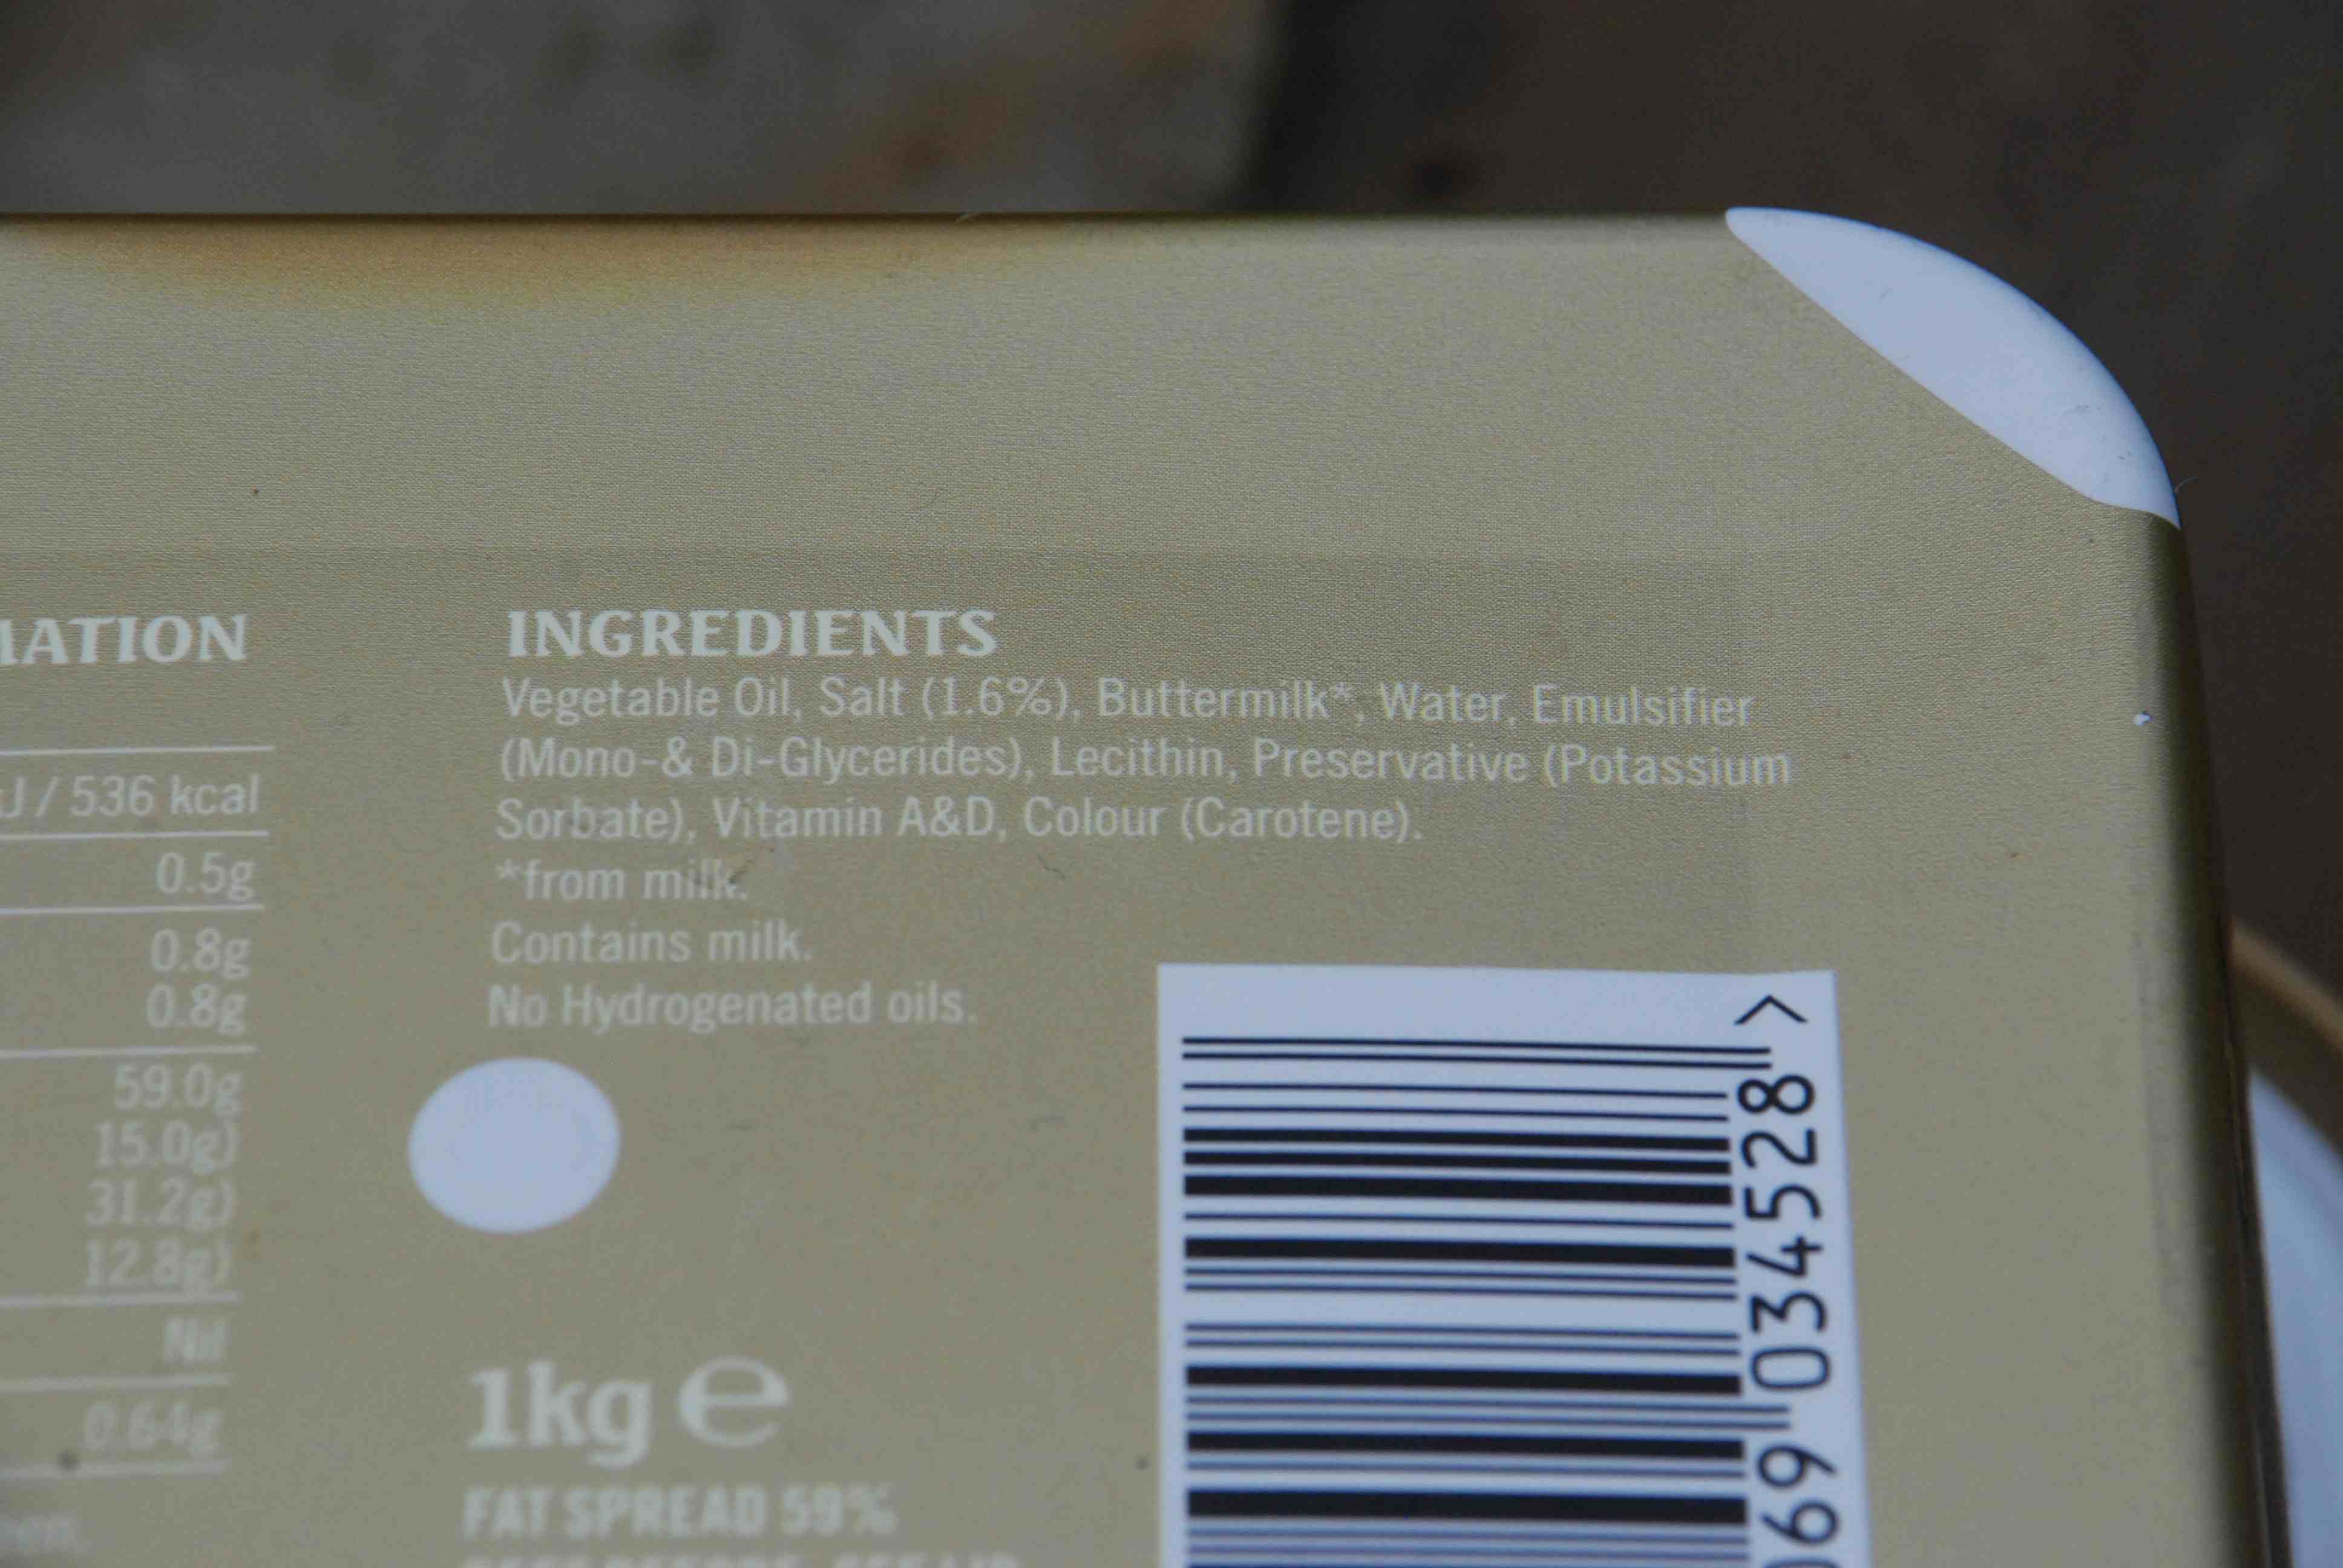 MATION
J / 536 kcal
0.5g
0.8g
0.8g
59.0g
15.0g)
31.2g)
12.8g)
Nil
0.64g
INGREDIENTS
Vegetable Oil, Salt (1.6%), Buttermilk*, Water, Emulsifier
(Mono-& Di-Glycerides), Lecithin, Preservative (Potassium
Sorbate), Vitamin A&D, Colour (Carotene).
*from milk.
Contains milk.
No Hydrogenated oils.
1kg e
FAT SPREAD 59%
69 034528 >